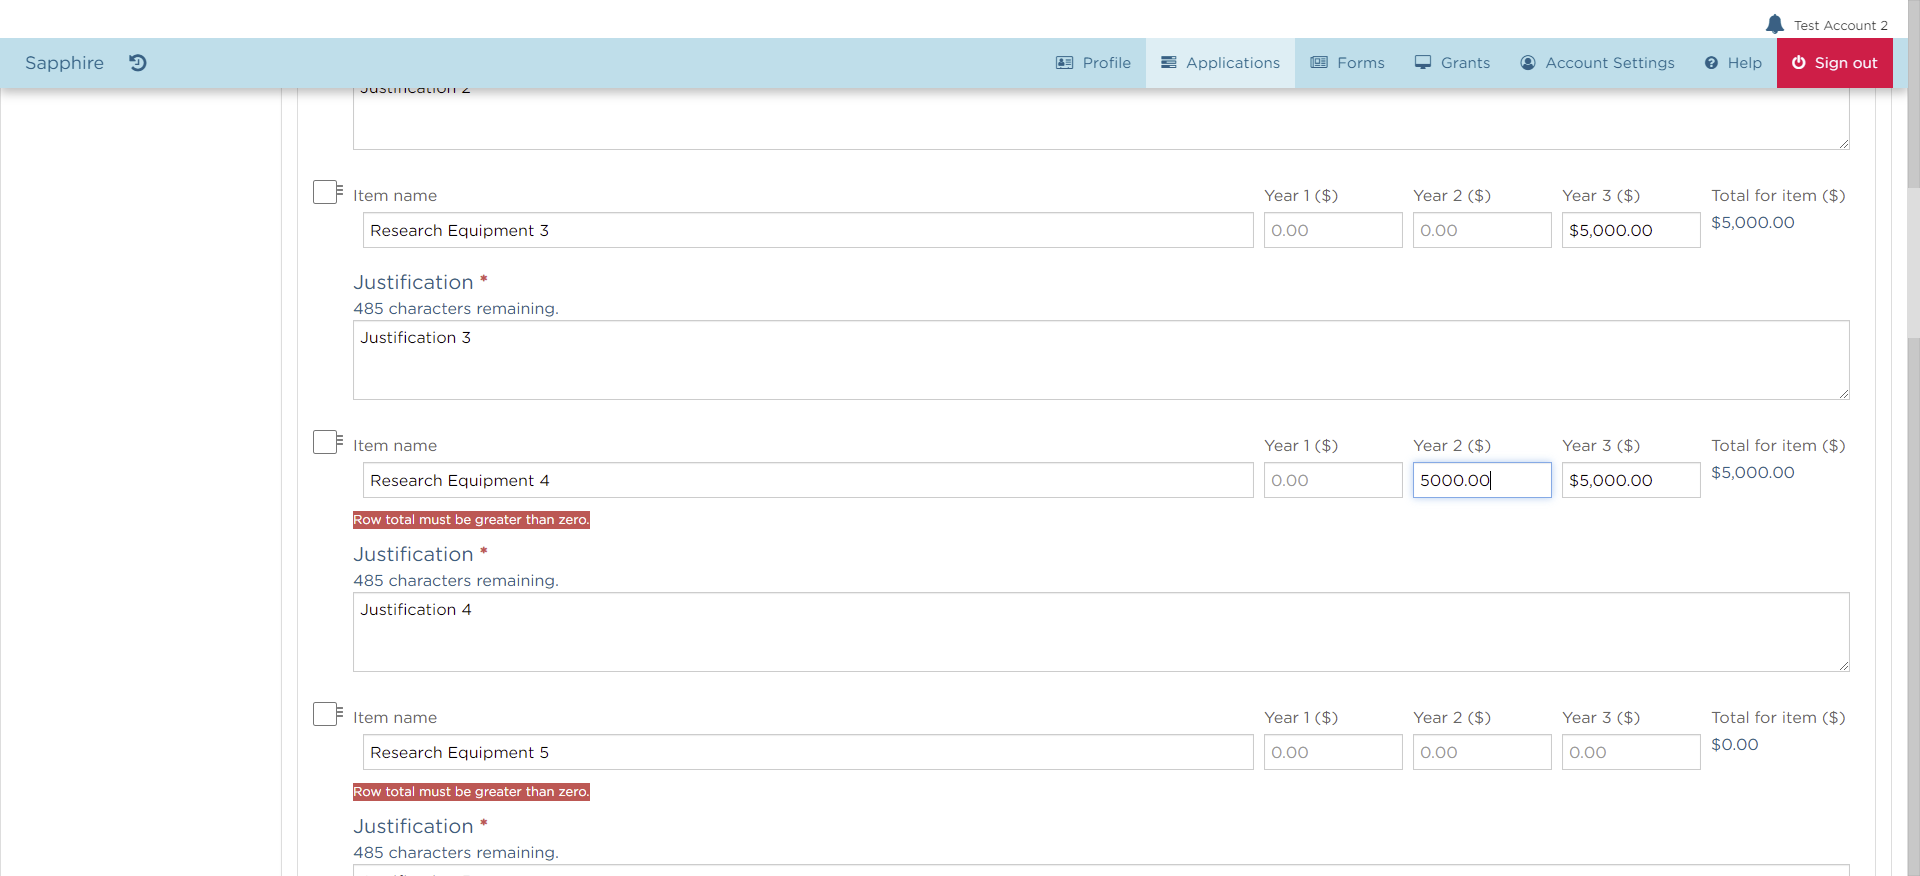 Test Account 2
Sapphire Profile Applications Forms Grants Account Settings Help Sign out
Justification 2
Item name Year 1 ($) Year 2 ($) Year 3 ($) Total for item ($)
Research Equipment 3 0.00 0.00 $5,000.00 $5,000.00
Justification *
485 characters remaining.
Justification 3
Item name Year 1 ($) Year 2 ($) Year 3 ($) Total for item ($)
Research Equipment 4 0.00 5000.00 $5,000.00 $5,000.00
Row total must be greater than zero.
Justification *
485 characters remaining.
Justification 4
Item name Year 1 ($) Year 2 ($) Year 3 ($) Total for item ($)
Research Equipment 5 0.00 0.00 0.00 $0.00
Row total must be greater than zero.
Justification *
485 characters remaining.